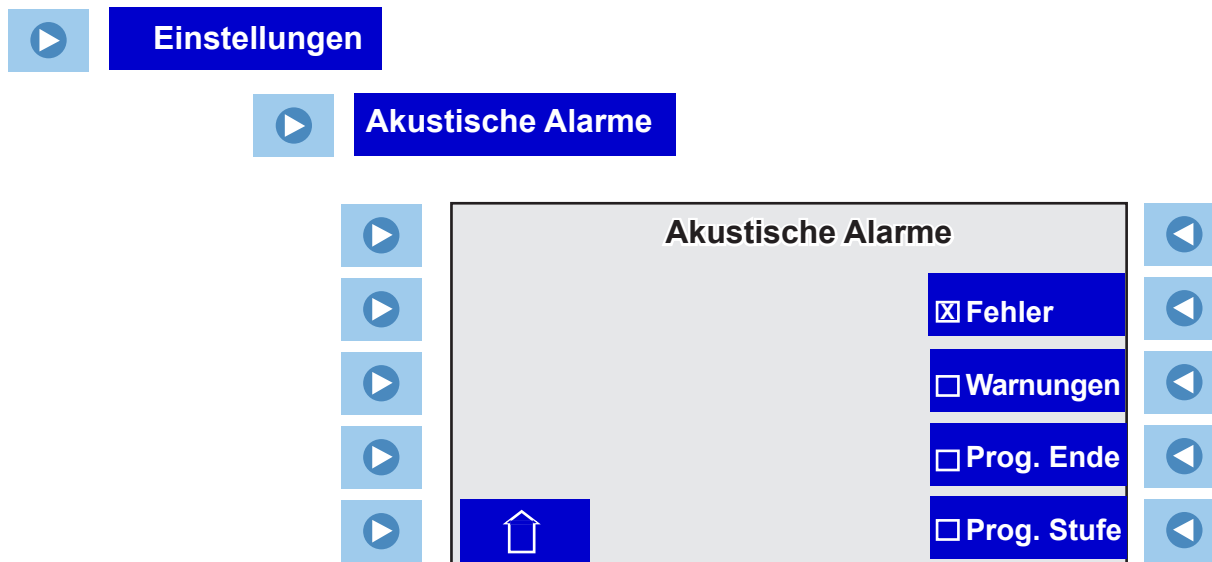 Einstellungen
Akustische Alarme
Akustische Alarme
☒ Fehler
☐ Warnungen
☐ Prog. Ende
☐ Prog. Stufe